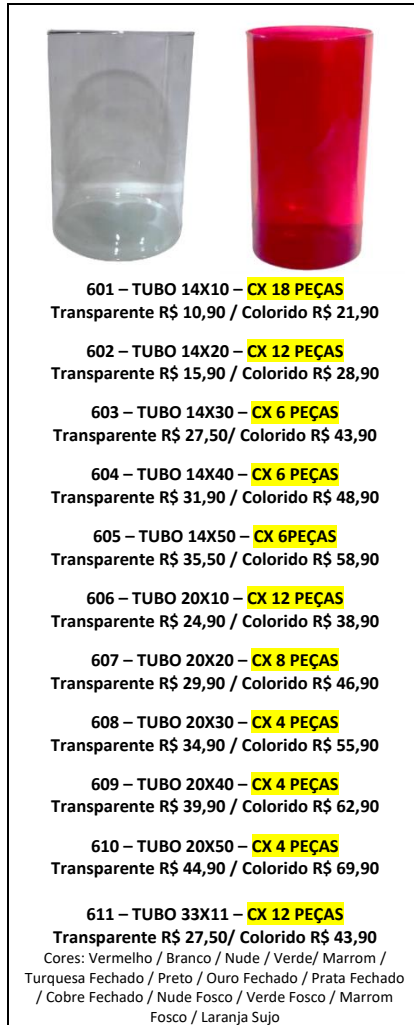 601 – TUBO 14X10 – CX 18 PEÇAS
Transparente R$ 10,90 / Colorido R$ 21,90
602 – TUBO 14X20 – CX 12 PEÇAS
Transparente R$ 15,90 / Colorido R$ 28,90
603 – TUBO 14X30 – CX 6 PEÇAS
Transparente R$ 27,50/ Colorido R$ 43,90
604 – TUBO 14X40 – CX 6 PEÇAS
Transparente R$ 31,90 / Colorido R$ 48,90
605 – TUBO 14X50 – CX 6PEÇAS
Transparente R$ 35,50 / Colorido R$ 58,90
606 – TUBO 20X10 – CX 12 PEÇAS
Transparente R$ 24,90 / Colorido R$ 38,90
607 – TUBO 20X20 – CX 8 PEÇAS
Transparente R$ 29,90 / Colorido R$ 46,90
608 – TUBO 20X30 – CX 4 PEÇAS
Transparente R$ 34,90 / Colorido R$ 55,90
609 – TUBO 20X40 – CX 4 PEÇAS
Transparente R$ 39,90 / Colorido R$ 62,90
610 – TUBO 20X50 – CX 4 PEÇAS
Transparente R$ 44,90 / Colorido R$ 69,90
611 – TUBO 33X11 – CX 12 PEÇAS
Transparente R$ 27,50/ Colorido R$ 43,90
Cores: Vermelho / Branco / Nude / Verde/ Marrom /
Turquesa Fechado / Preto / Ouro Fechado / Prata Fechado
/ Cobre Fechado / Nude Fosco / Verde Fosco / Marrom
Fosco / Laranja Sujo